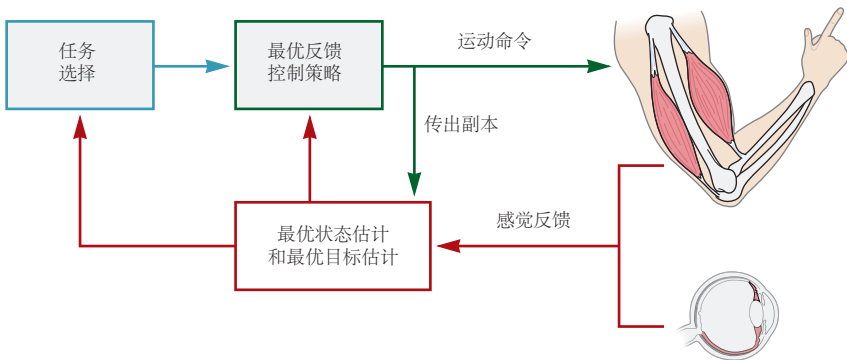 任务
选择
最优反馈
控制策略
运动命令
传出副本
最优状态估计
和最优目标估计
感觉反馈